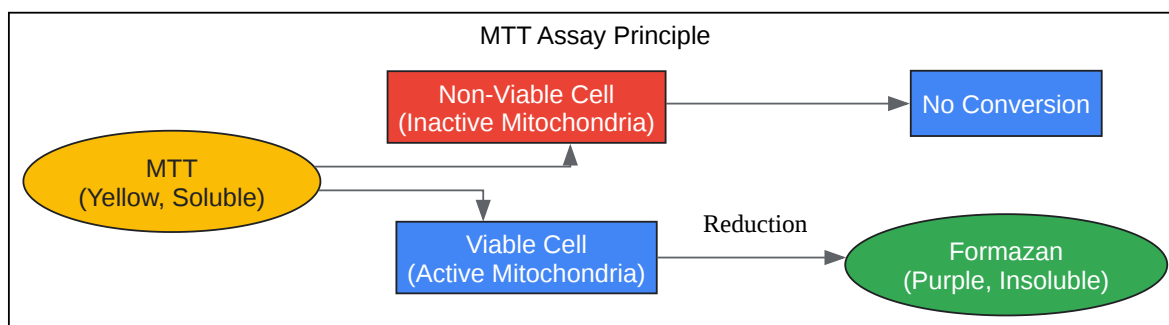 MTT Assay Principle
Non-Viable Cell
(Inactive Mitochondria)
No Conversion
MTT
(Yellow, Soluble)
Viable Cell
(Active Mitochondria)
Reduction
Formazan
(Purple, Insoluble)